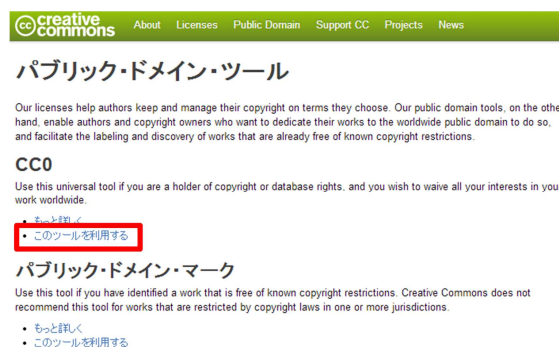 cc creative commons About Licenses Public Domain Support CC Projects News
パブリック・ドメイン・ツール
Our licenses help authors keep and manage their copyright on terms they choose. Our public domain tools, on the othe
hand, enable authors and copyright owners who want to dedicate their works to the worldwide public domain to do so,
and facilitate the labeling and discovery of works that are already free of known copyright restrictions.
CC0
Use this universal tool if you are a holder of copyright or database rights, and you wish to waive all your interests in you
work worldwide.
もっと詳しく
このツールを利用する
パブリック・ドメイン・マーク
Use this tool if you have identified a work that is free of known copyright restrictions. Creative Commons does not
recommend this tool for works that are restricted by copyright laws in one or more jurisdictions.
もっと詳しく
このツールを利用する